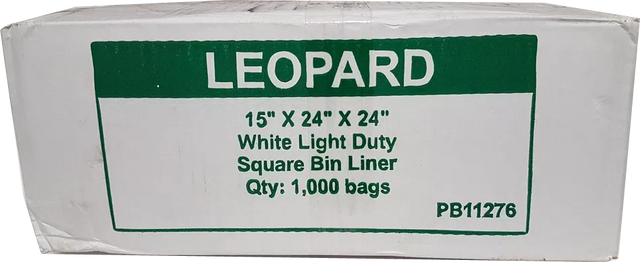 LEOPARD
15" X 24" X 24"
White Light Duty
Square Bin Liner
Qty: 1,000 bags
PB11276